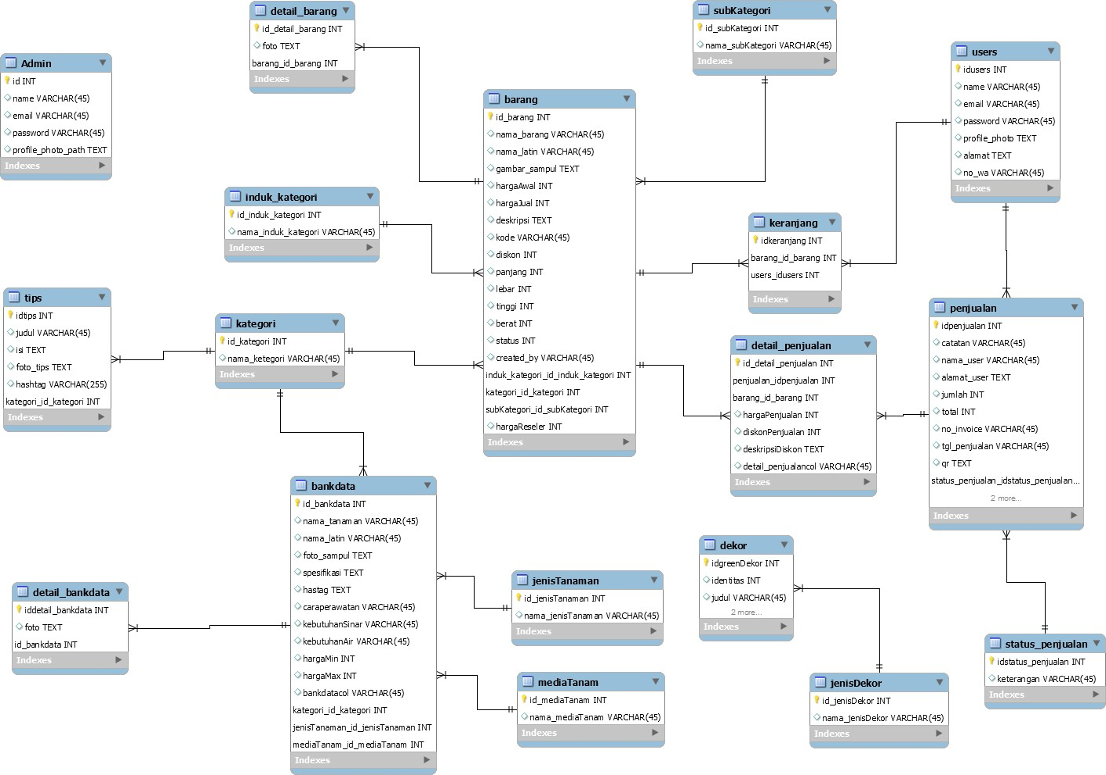 detail_barang
id_detail_barang INT
foto TEXT
barang_id_barang INT
Indexes
subKategori
id_subKategori INT
nama_subKategori VARCHAR(45)
Indexes
Admin
id INT
name VARCHAR(45)
email VARCHAR(45)
password VARCHAR(45)
profile_photo_path TEXT
Indexes
users
idusers INT
name VARCHAR(45)
email VARCHAR(45)
password VARCHAR(45)
profile_photo TEXT
alamat TEXT
no_wa VARCHAR(45)
Indexes
barang
id_barang INT
nama_barang VARCHAR(45)
nama_latin VARCHAR(45)
gambar_sampul TEXT
hargaAwal INT
hargaJual INT
deskripsi TEXT
kode VARCHAR(45)
diskon INT
panjang INT
lebar INT
tinggi INT
berat INT
status INT
created_by VARCHAR(45)
induk_kategori_id_induk_kategori INT
kategori_id_kategori INT
subKategori_id_subKategori INT
hargaReseler INT
Indexes
induk_kategori
id_induk_kategori INT
nama_induk_kategori VARCHAR(45)
Indexes
keranjang
idkeranjang INT
barang_id_barang INT
users_idusers INT
Indexes
tips
idtips INT
judul VARCHAR(45)
isi TEXT
foto_tips TEXT
hashtag VARCHAR(255)
kategori_id_kategori INT
Indexes
kategori
id_kategori INT
nama_ketegori VARCHAR(45)
Indexes
penjualan
idpenjualan INT
catatan VARCHAR(45)
nama_user VARCHAR(45)
alamat_user TEXT
jumlah INT
total INT
no_invoice VARCHAR(45)
tgl_penjualan VARCHAR(45)
qr TEXT
status_penjualan_idstatus_penjualan...
2 more...
Indexes
detail_penjualan
id_detail_penjualan INT
penjualan_idpenjualan INT
barang_id_barang INT
hargaPenjualan INT
diskonPenjualan INT
deskripsiDiskon TEXT
detail_penjualancol VARCHAR(45)
Indexes
bankdata
id_bankdata INT
nama_tanaman VARCHAR(45)
nama_latin VARCHAR(45)
foto_sampul TEXT
spesifikasi TEXT
hastag TEXT
caraperawatan VARCHAR(45)
kebutuhanSinar VARCHAR(45)
kebutuhanAir VARCHAR(45)
hargaMin INT
hargaMax INT
bankdatacol VARCHAR(45)
kategori_id_kategori INT
jenisTanaman_id_jenisTanaman INT
mediaTanam_id_mediaTanam INT
Indexes
detail_bankdata
iddetail_bankdata INT
foto TEXT
id_bankdata INT
Indexes
jenisTanaman
id_jenisTanaman INT
nama_jenisTanaman VARCHAR(45)
Indexes
mediaTanam
id_mediaTanam INT
nama_mediaTanam VARCHAR(45)
Indexes
dekor
idgreenDekor INT
identitas INT
judul VARCHAR(45)
2 more...
Indexes
jenisDekor
id_jenisDekor INT
nama_jenisDekor VARCHAR(45)
Indexes
status_penjualan
idstatus_penjualan INT
keterangan VARCHAR(45)
Indexes